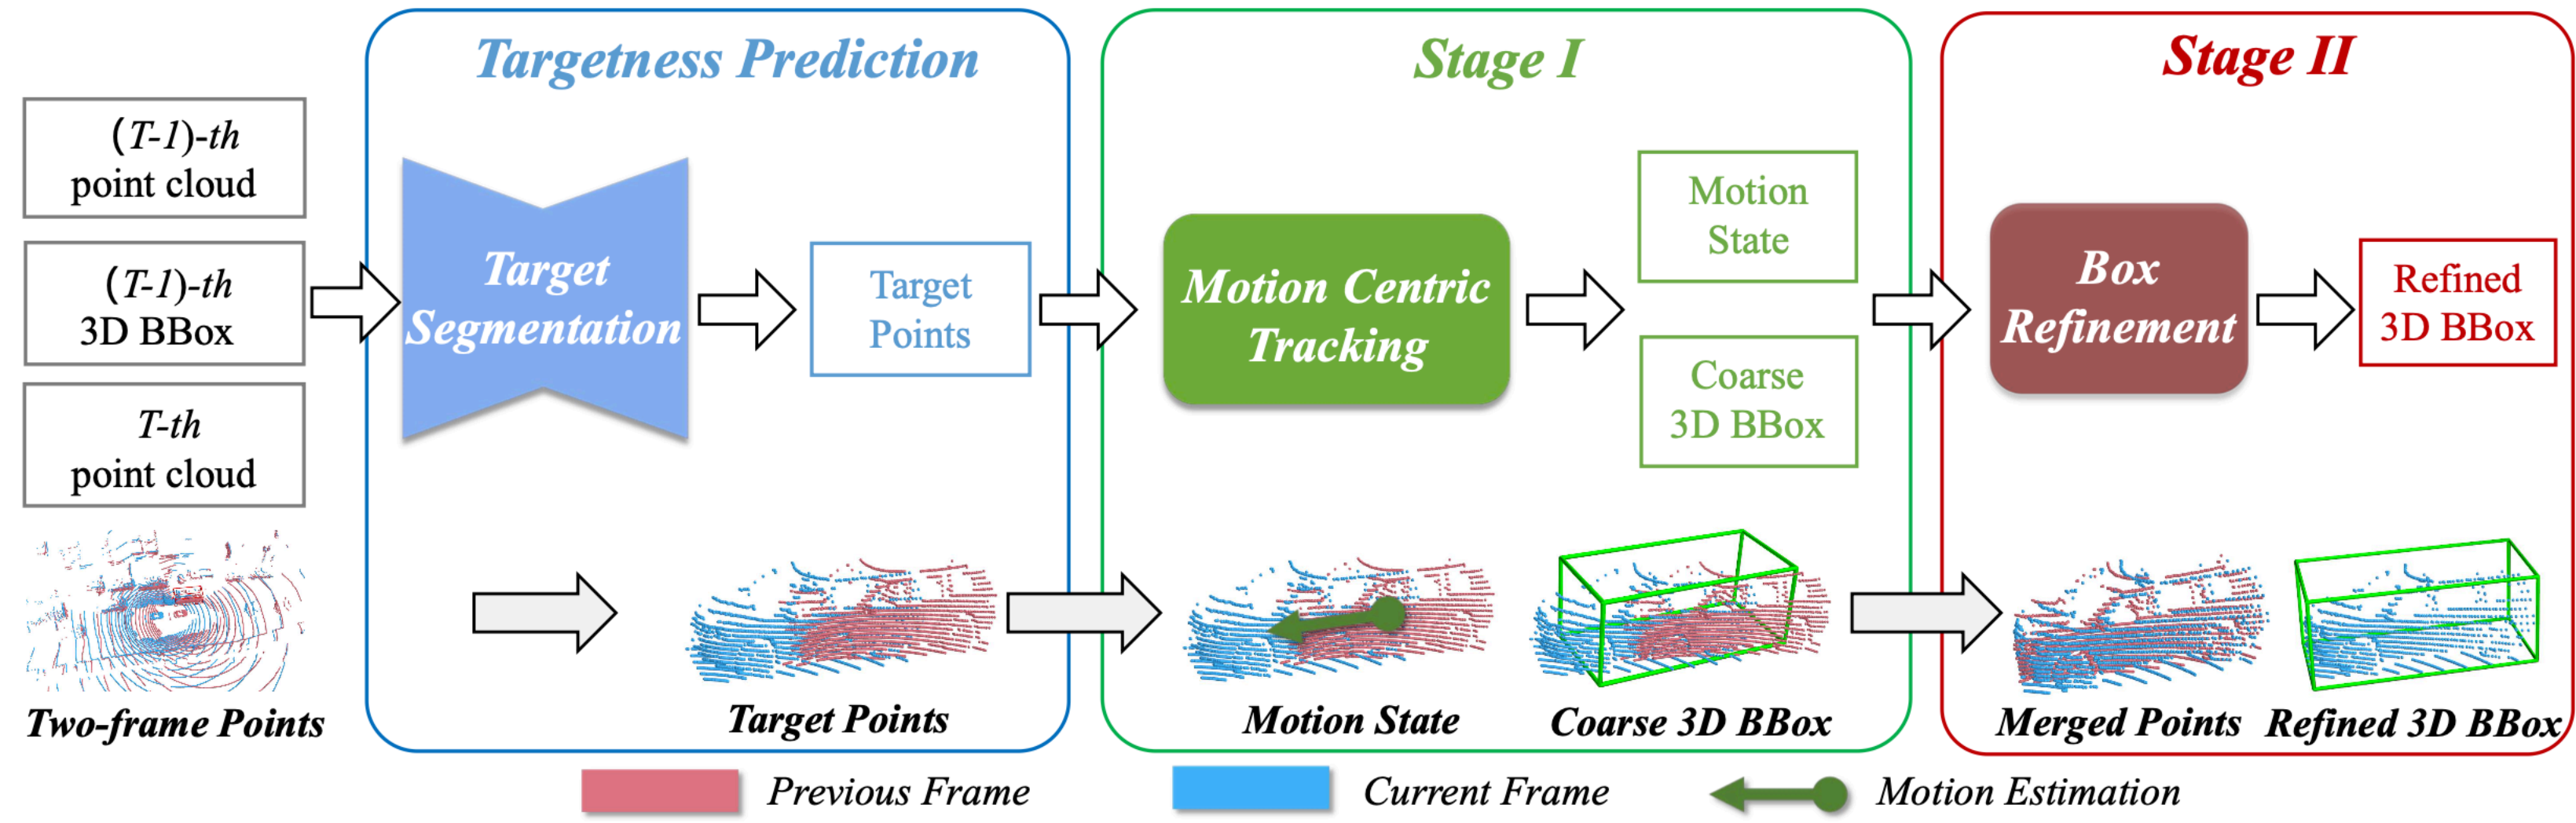 Targetness Prediction
Stage I
Stage II
(T-1)-th
point cloud
(T-1)-th
3D BBox
T-th
point cloud
Target
Segmentation
Target
Points
Motion Centric
Tracking
Motion
State
Coarse
3D BBox
Box
Refinement
Refined
3D BBox
Two-frame Points
Target Points
Motion State
Coarse 3D BBox
Merged Points
Refined 3D BBox
Previous Frame
Current Frame
Motion Estimation